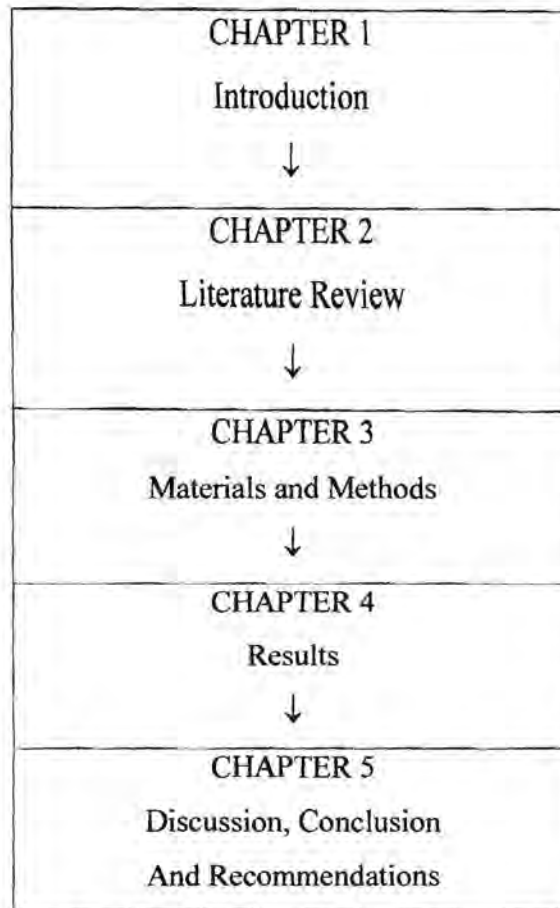 CHAPTER 1
Introduction
↓
CHAPTER 2
Literature Review
↓
CHAPTER 3
Materials and Methods
↓
CHAPTER 4
Results
↓
CHAPTER 5
Discussion, Conclusion
And Recommendations